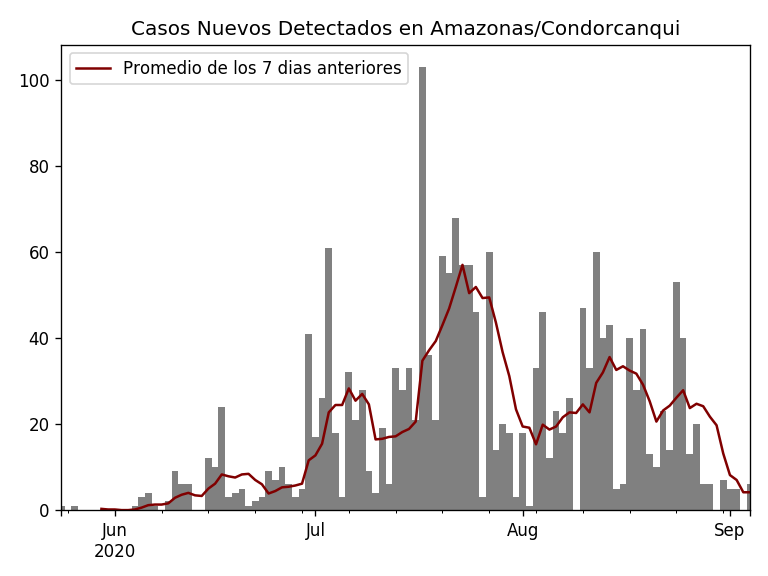 Casos Nuevos Detectados en Amazonas/Condorcanqui
Promedio de los 7 dias anteriores
100
80
60
40
20
0
Jun Jul Aug Sep
2020